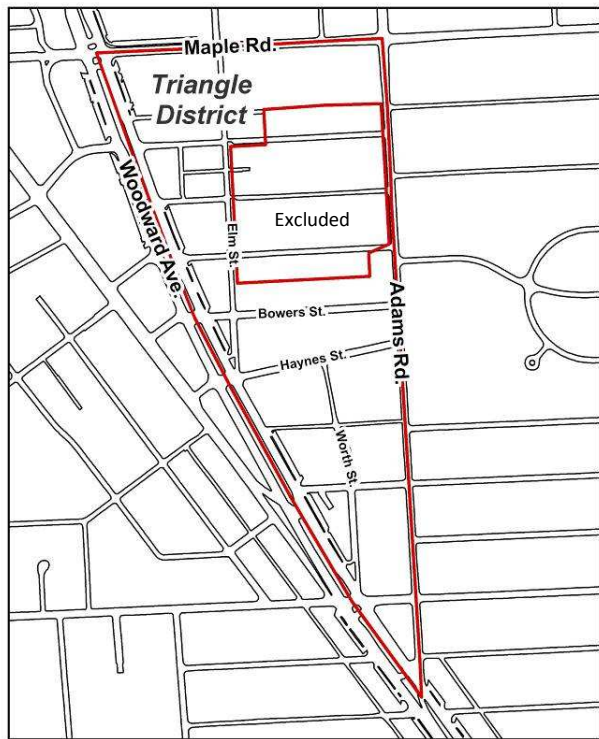 Maple Rd.
Triangle
District
Woodward Ave.
Elm St.
Excluded
Adams Rd.
Bowers St.
Haynes St.
Worth St.